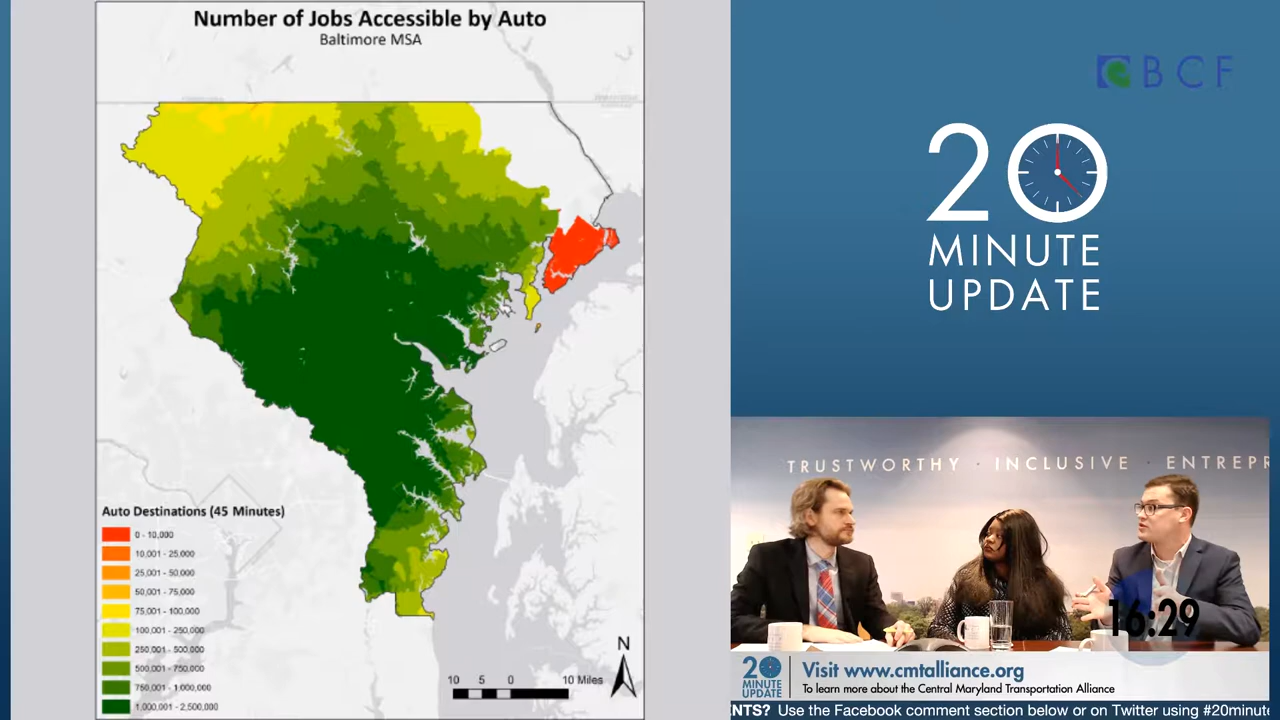 Number of Jobs Accessible by Auto
Baltimore MSA
Auto Destinations (45 Minutes)
0 - 10,000
10,001 - 25,000
25,001 - 50,000
50,001 - 75,000
75,001 - 100,000
100,001 - 250,000
250,001 - 500,000
500,001 - 750,000
750,001 - 1,000,000
1,000,001 - 2,500,000
N
10 5 0 10 Miles
BCF
20
MINUTE
UPDATE
TRUSTWORTHY · INCLUSIVE · ENTREPR
16:29
20
MINUTE
UPDATE
Visit www.cmtalliance.org
To learn more about the Central Maryland Transportation Alliance
NTS? Use the Facebook comment section below or on Twitter using #20minute